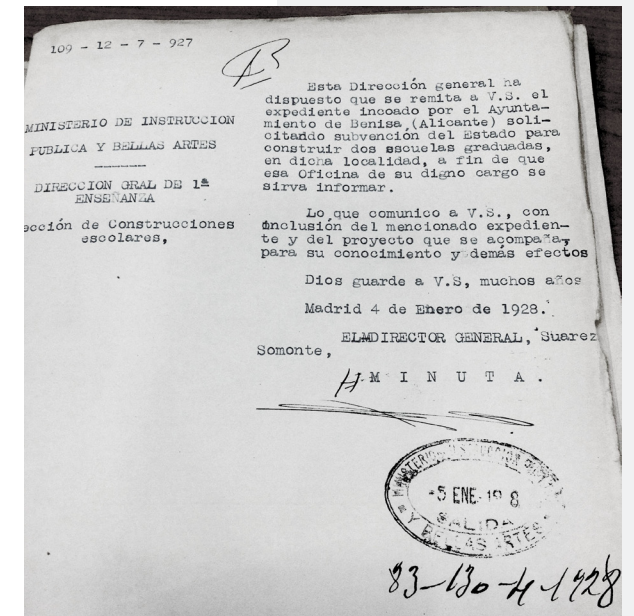 109 - 12 - 7 - 927
MINISTERIO DE INSTRUCCION
PUBLICA Y BELLAS ARTES
DIRECCION GRAL DE 1ª
ENSEÑANZA
ección de Construcciones
escolares,
Esta Dirección general ha
dispuesto que se remita a V.S. el
expediente incoado por el Ayunta-
miento de Benisa,(Alicante) soli-
citando subvención del Estado para
construir dos escuelas graduadas,
en dicha localidad, a fin de que
esa Oficina de su digno cargo se
sirva informar.
Lo que comunico a V.S., con
inclusión del mencionado expedien-
te y del proyecto que se acompaña,
para su conocimiento y demás efectos
Dios guarde a V.S, muchos años
Madrid 4 de Enero de 1928.
EL DIRECTOR GENERAL, Suarez
Somonte,
M I N U T A .
MINISTERIO INSTRUCCION
-5 ENE. 19 8
SALIDA
Y BELLAS ARTES
83-130-4-1928